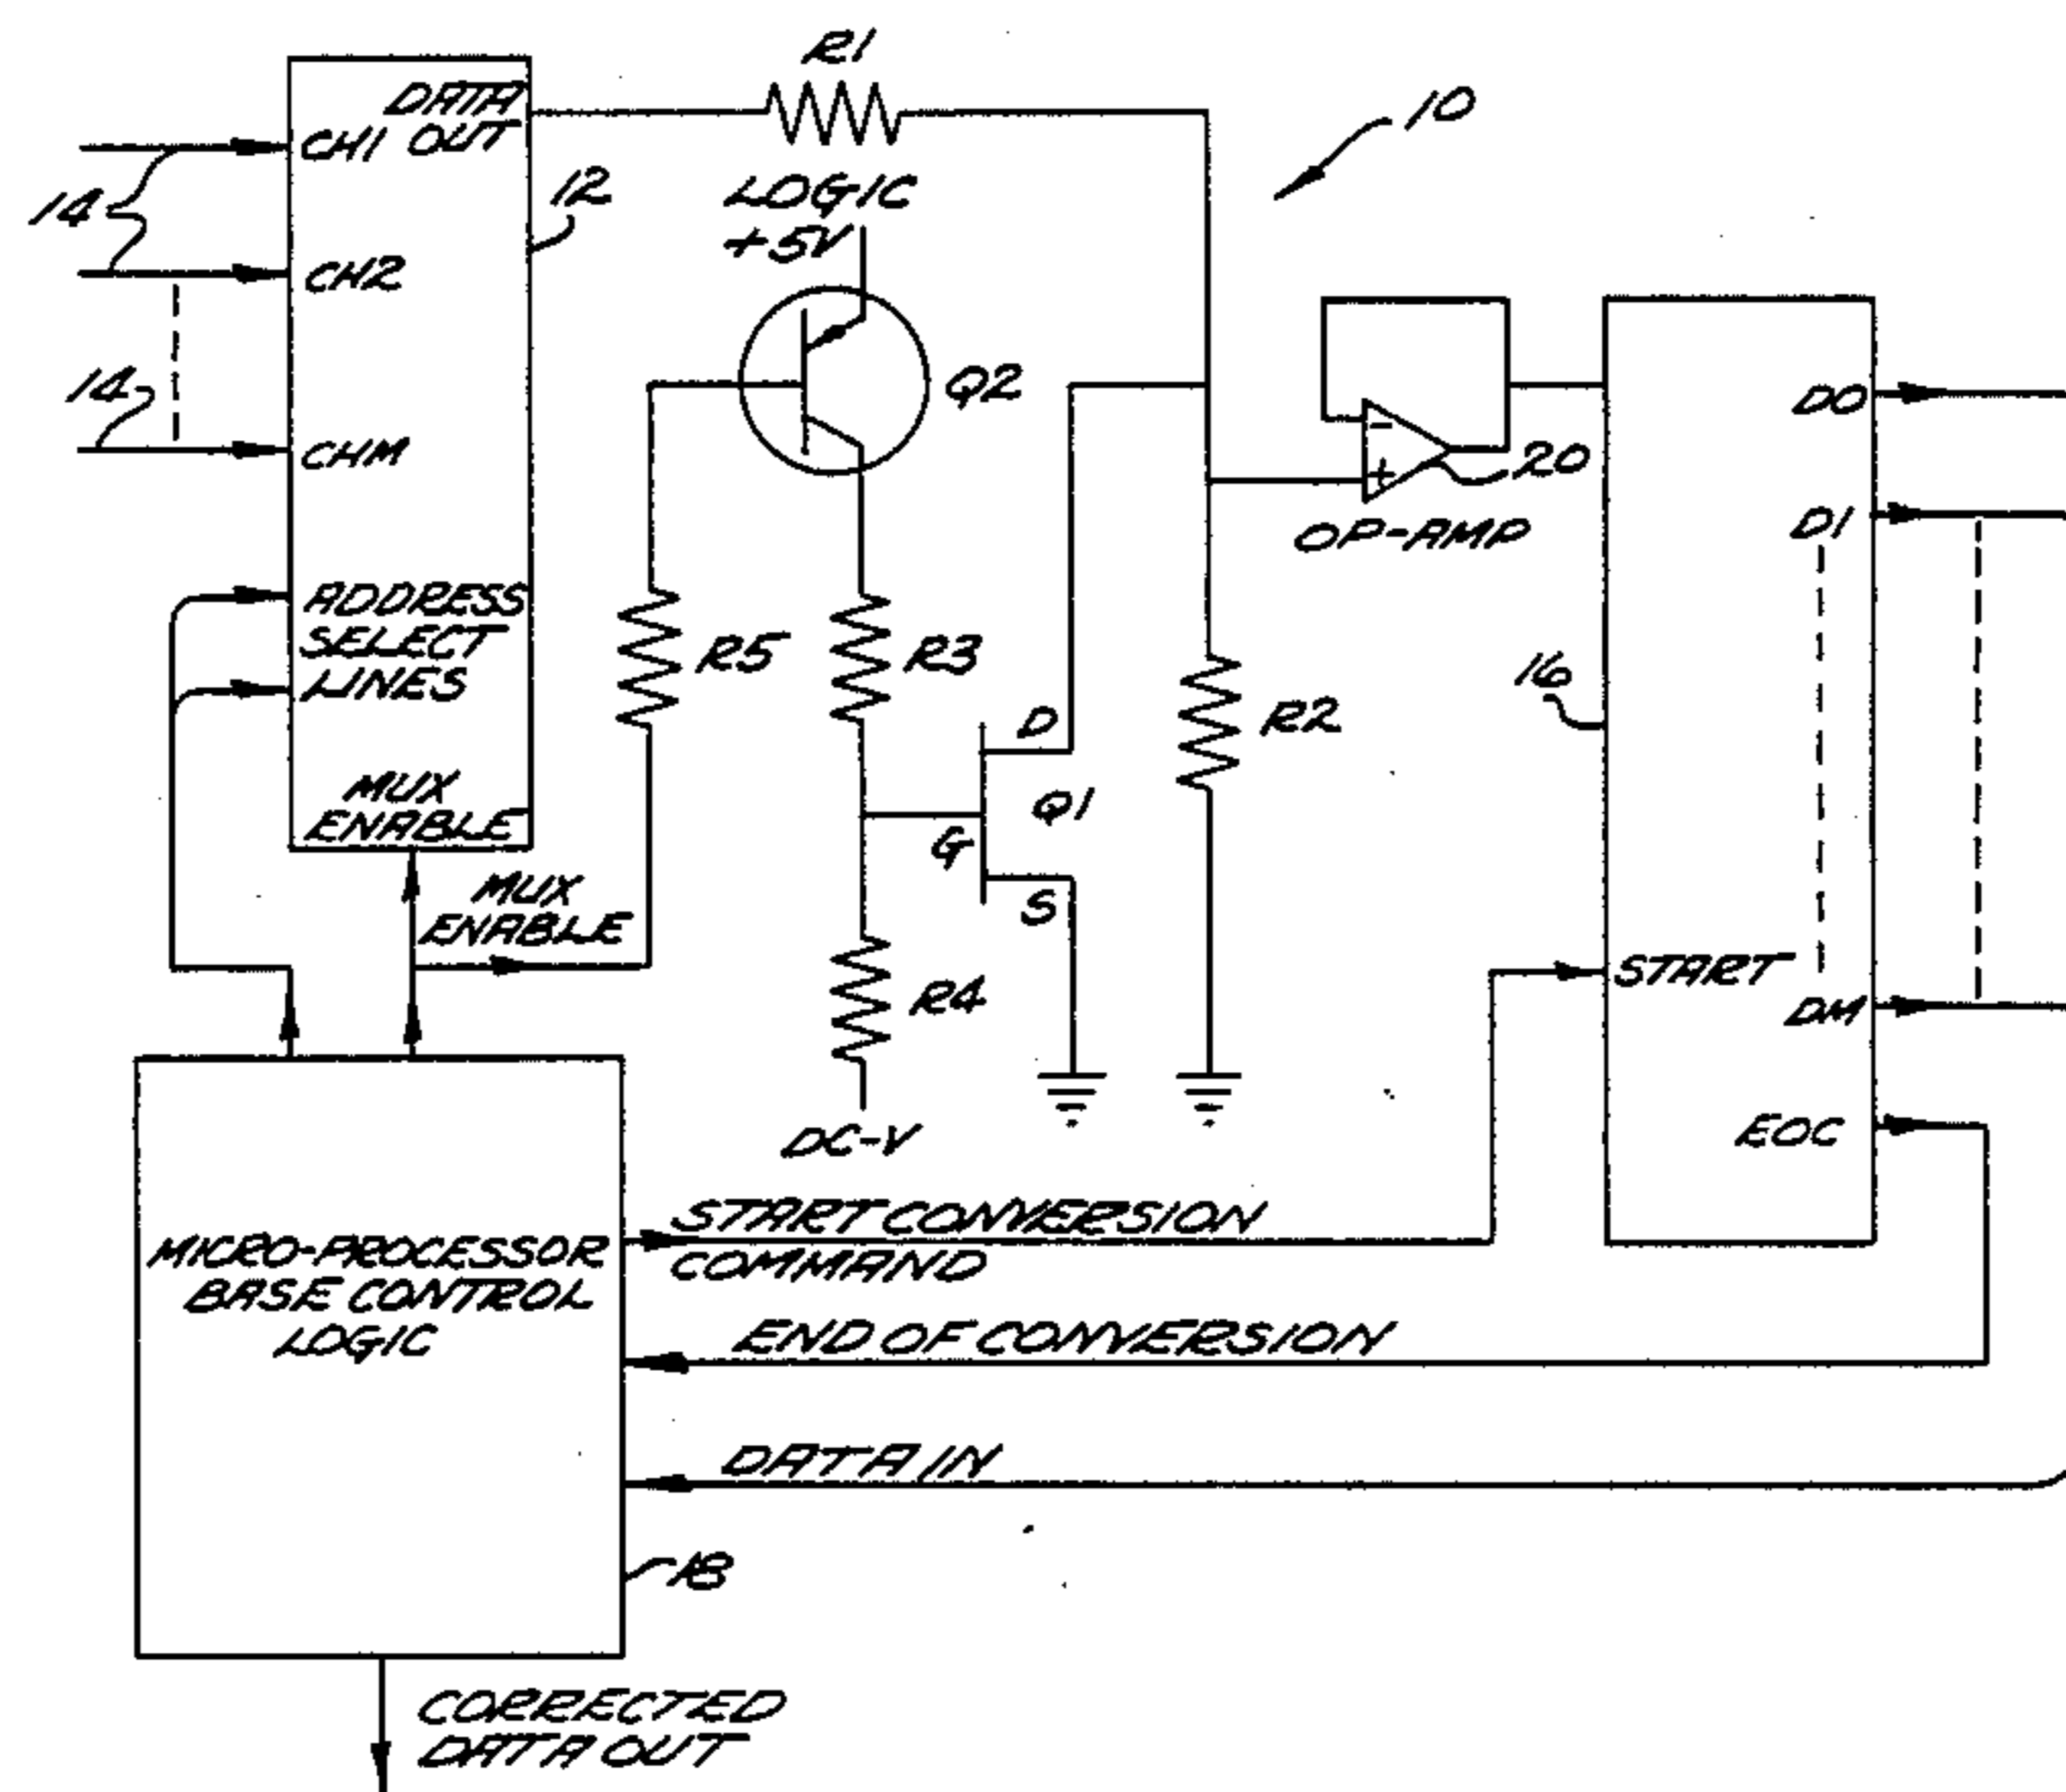 R1
10
DATA
OUT
CH1
14
12
LOGIC
+5V
CH2
Q2
14
CHM
D0
20
OP-AMP
D1
ADDRESS
SELECT
LINES
R5
R3
R2
16
D
Q1
G
S
MUX
ENABLE
MUX
ENABLE
R4
START
DM
DC-V
EOC
MICRO-PROCESSOR
BASE CONTROL
LOGIC
START CONVERSION
COMMAND
END OF CONVERSION
DATA IN
18
CORRECTED
DATA OUT